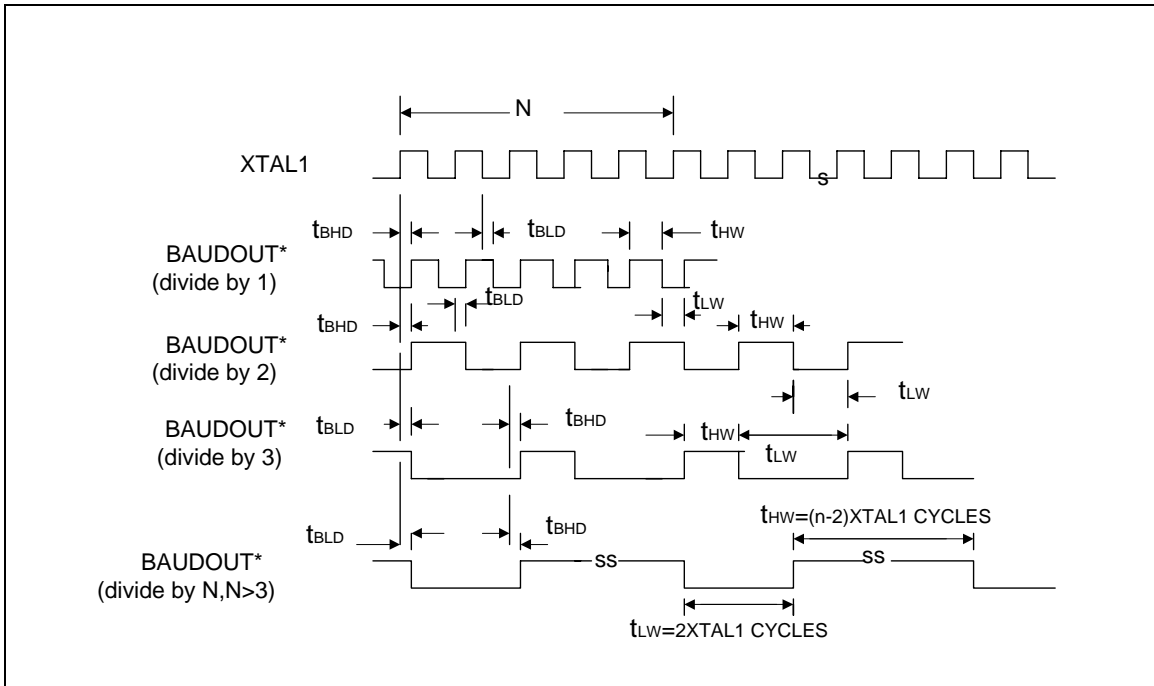 N
XTAL1
S
tBHD
tBLD
tHW
BAUDOUT*
(divide by 1)
tBLD
tLW
tBHD
tHW
BAUDOUT*
(divide by 2)
tLW
tBLD
tBHD
tHW
BAUDOUT*
(divide by 3)
tLW
tHW=(n-2)XTAL1 CYCLES
tBLD
tBHD
BAUDOUT*
(divide by N,N>3)
SS
SS
tLW=2XTAL1 CYCLES